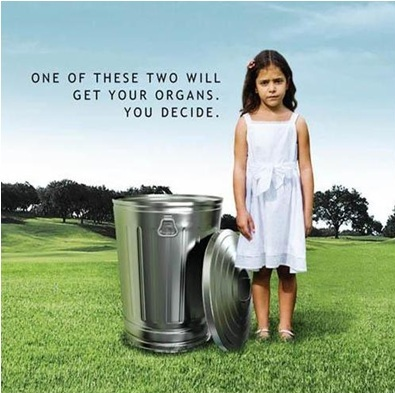 ONE OF THESE TWO WILL
GET YOUR ORGANS.
YOU DECIDE.